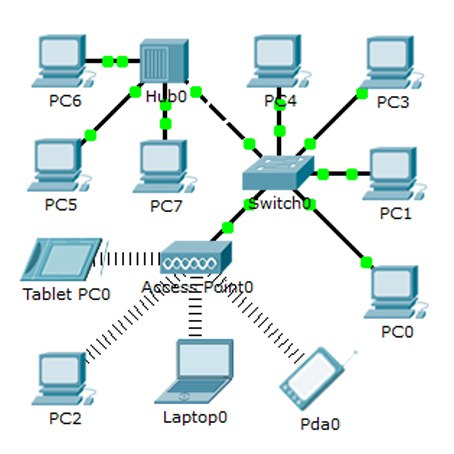 PC6
Hub0
PC4
PC3
PC5
PC7
Switch0
PC1
Tablet PC0
Access Point0
PC0
PC2
Laptop0
Pda0